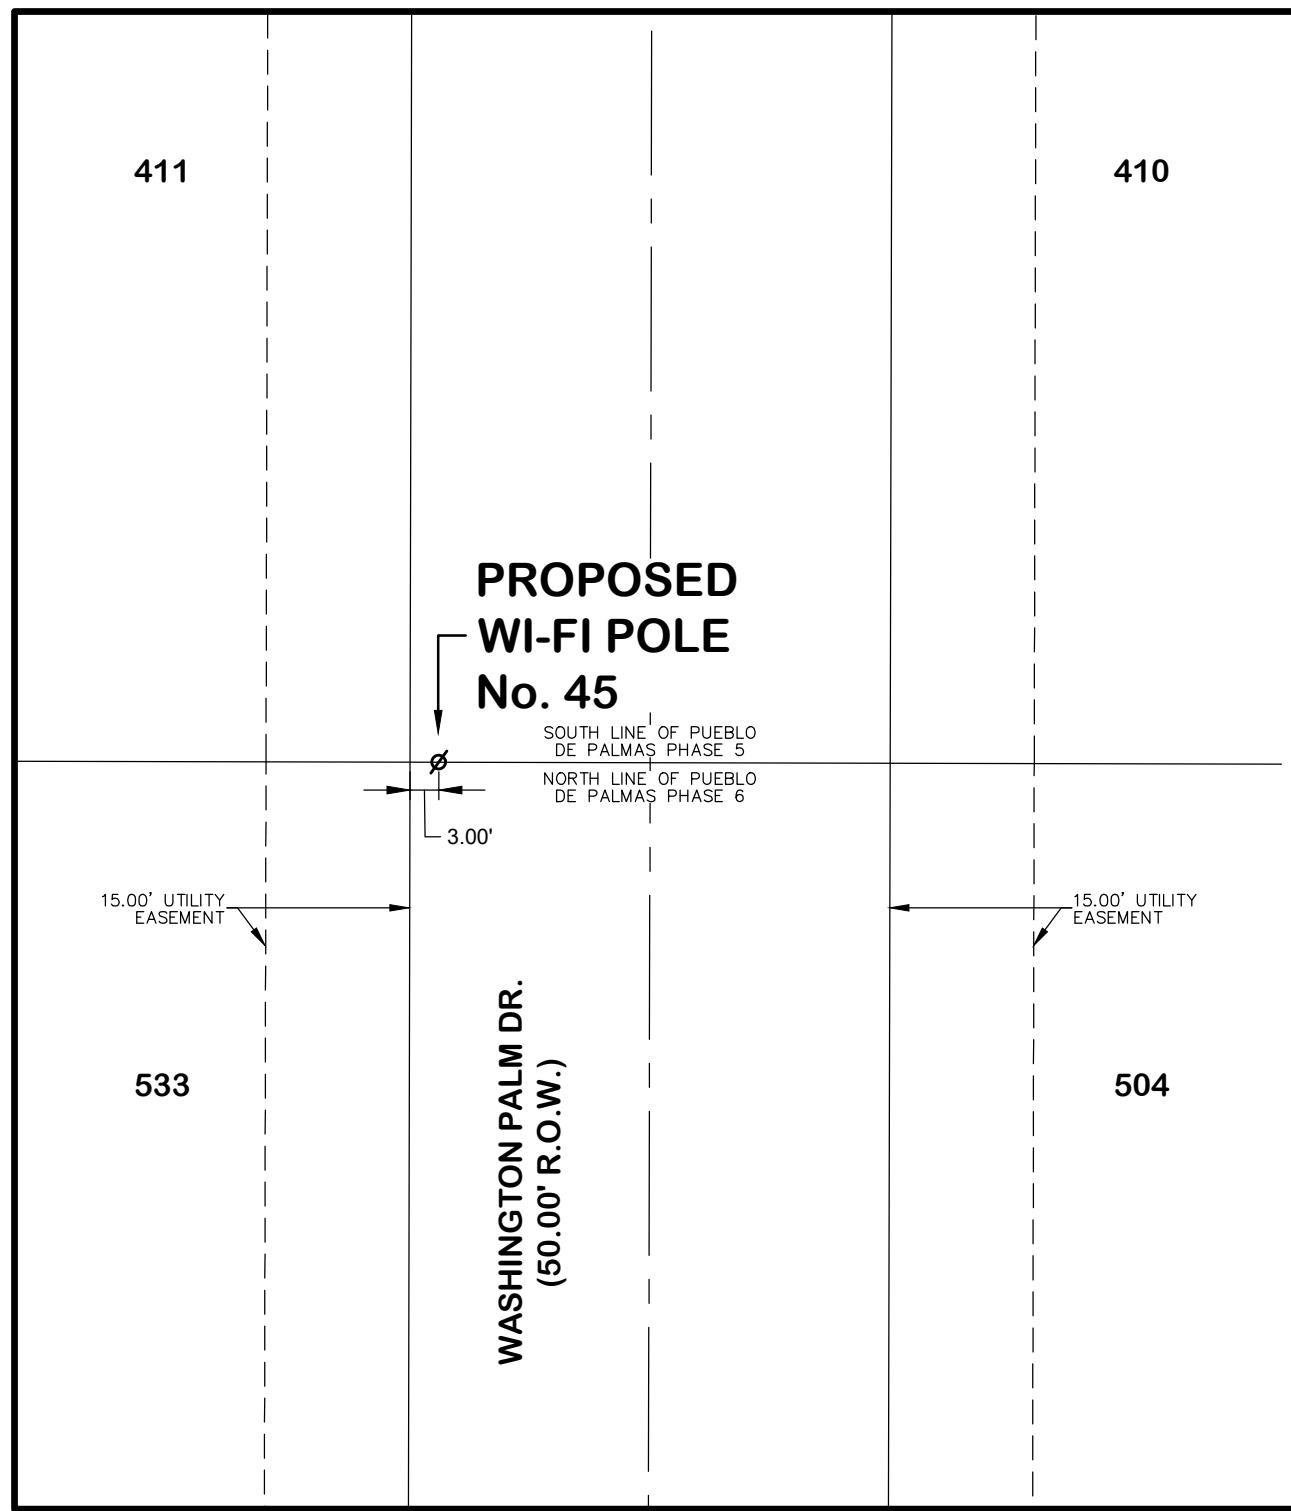 411
410
PROPOSED
WI-FI POLE
No. 45
SOUTH LINE OF PUEBLO
DE PALMAS PHASE 5
NORTH LINE OF PUEBLO
DE PALMAS PHASE 6
3.00'
15.00' UTILITY
EASEMENT
15.00' UTILITY
EASEMENT
WASHINGTON PALM DR.
(50.00' R.O.W.)
533
504